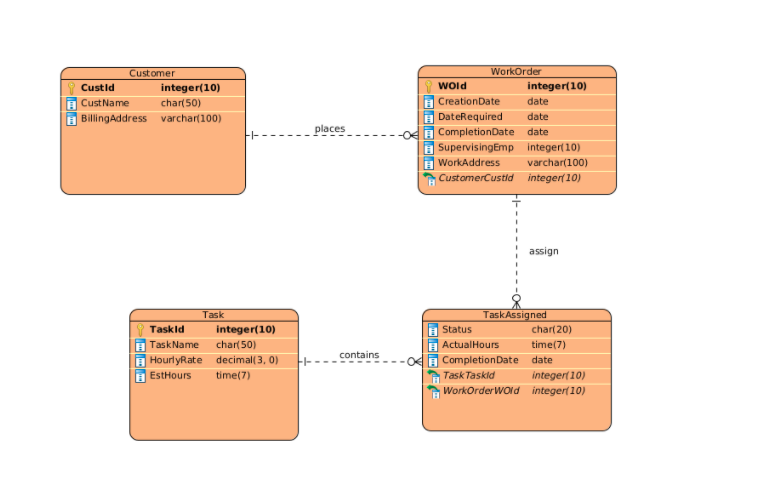 Customer
CustId integer(10)
CustName char(50)
BillingAddress varchar(100)
places
WorkOrder
WOId integer(10)
CreationDate date
DateRequired date
CompletionDate date
SupervisingEmp integer(10)
WorkAddress varchar(100)
CustomerCustId integer(10)
assign
Task
TaskId integer(10)
TaskName char(50)
HourlyRate decimal(3, 0)
EstHours time(7)
contains
TaskAssigned
Status char(20)
ActualHours time(7)
CompletionDate date
TaskTaskId integer(10)
WorkOrderWOId integer(10)